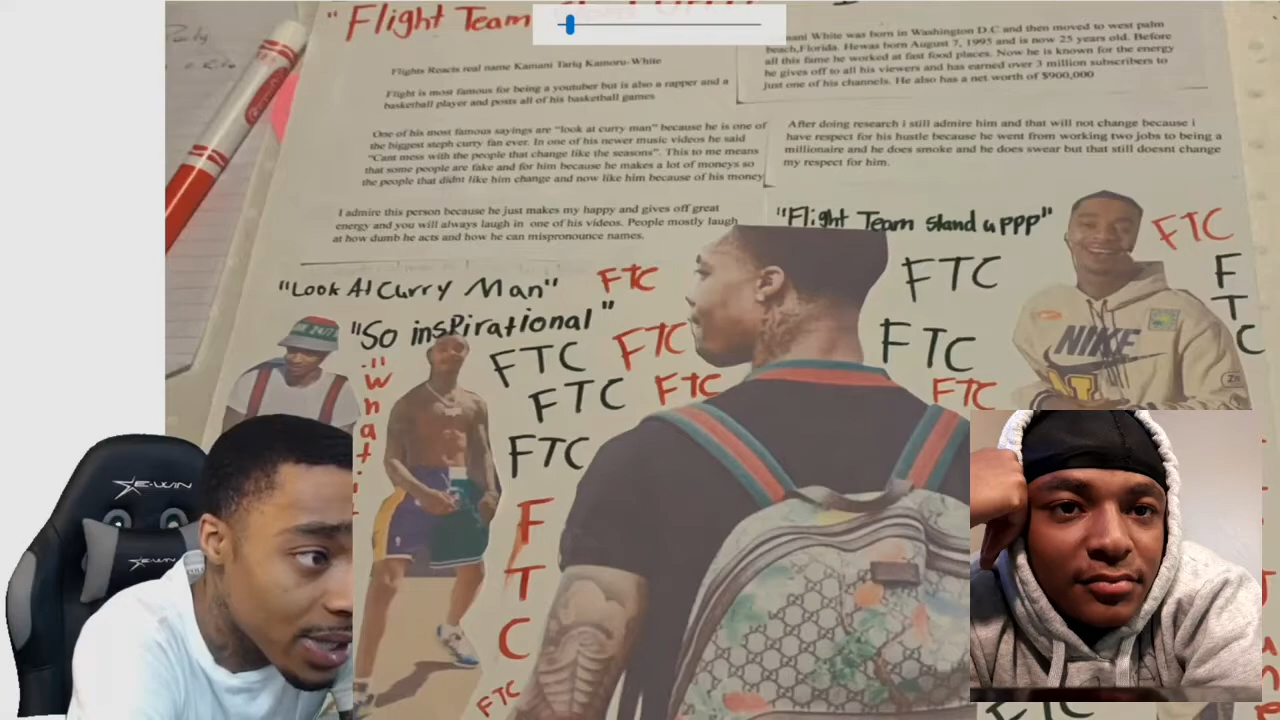 "Flight Team
Flights Reacts real name Kamani Tariq Kamoru-White
Flight is most famous for being a youtuber but is also a rapper and a
basketball player and posts all of his basketball games
One of his most famous sayings are "look at curry man" because he is one of
the biggest steph curry fan ever. In one of his newer music videos he said
"Cant mess with the people that change like the seasons". This to me means
that some people are fake and for him because he makes a lot of moneys so
the people that didnt like him change and now like him because of his money
I admire this person because he just makes my happy and gives off great
energy and you will always laugh in one of his videos. People mostly laugh
at how dumb he acts and how he can mispronounce names.
White was born in Washington D.C and then moved to west palm
beach,Florida. Hewas born August 7, 1995 and is now 25 years old. Before
all this fame he worked at fast food places. Now he is known for the energy
he gives off to all his viewers and has earned over 3 million subscribers to
just one of his channels. He also has a net worth of $900,000
After doing research i still admire him and that will not change because i
have respect for his hustle because he went from working two jobs to being a
millionaire and he does smoke and he does swear but that still doesnt change
my respect for him.
"Flight Team Stand uppp"
"Look At Curry Man"
"So inspirational"
"What."
FTC
FTC
FTC
FTC
FTC
FTC
FTC
FTC
FTC
FTC
FTC
FTC
FTC
FTC
NIKE
E-WIN
E-WIN